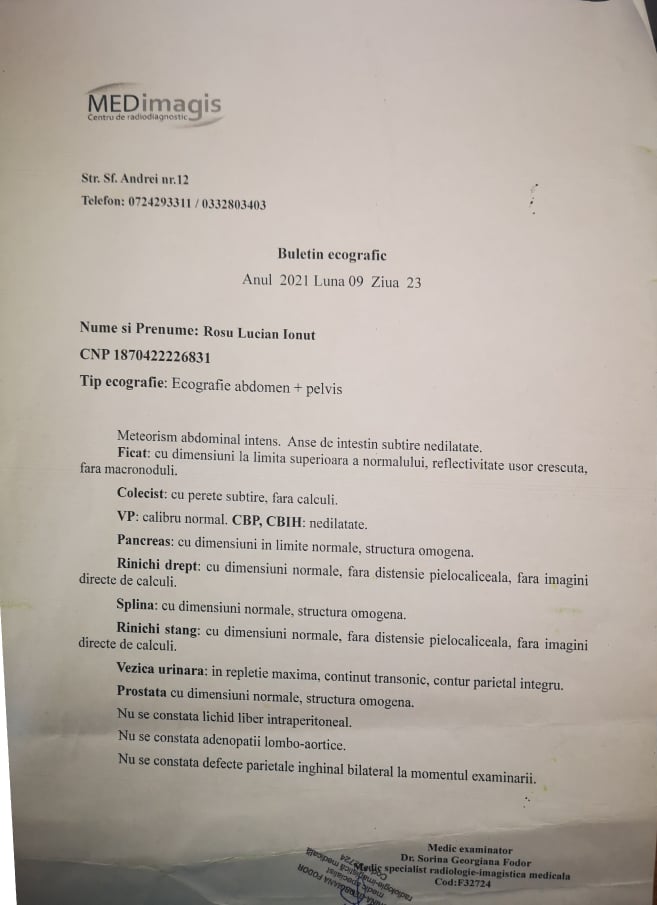 MEDimagis
Centru de radiodiagnostic
Str. Sf. Andrei nr.12
Telefon: 0724293311 / 0332803403
Buletin ecografic
Anul 2021 Luna 09 Ziua 23
Nume si Prenume: Rosu Lucian Ionut
CNP 1870422226831
Tip ecografie: Ecografie abdomen + pelvis
Meteorism abdominal intens. Anse de intestin subtire nedilatate.
Ficat: cu dimensiuni la limita superioara a normalului, reflectivitate usor crescuta,
fara macronoduli.
Colecist: cu perete subtire, fara calculi.
VP: calibru normal. CBP, CBIH: nedilatate.
Pancreas: cu dimensiuni in limite normale, structura omogena.
Rinichi drept: cu dimensiuni normale, fara distensie pielocaliceala, fara imagini
directe de calculi.
Splina: cu dimensiuni normale, structura omogena.
Rinichi stang: cu dimensiuni normale, fara distensie pielocaliceala, fara imagini
directe de calculi.
Vezica urinara: in repletie maxima, continut transonic, contur parietal integru.
Prostata cu dimensiuni normale, structura omogena.
Nu se constata lichid liber intraperitoneal.
Nu se constata adenopatii lombo-aortice.
Nu se constata defecte parietale inghinal bilateral la momentul examinarii.
Medic examinator
Dr. Sorina Georgiana Fodor
Medic specialist radiologie-imagistica medicala
Cod:F32724
FODOR
medic specialist
radiologie-imagistică medicală